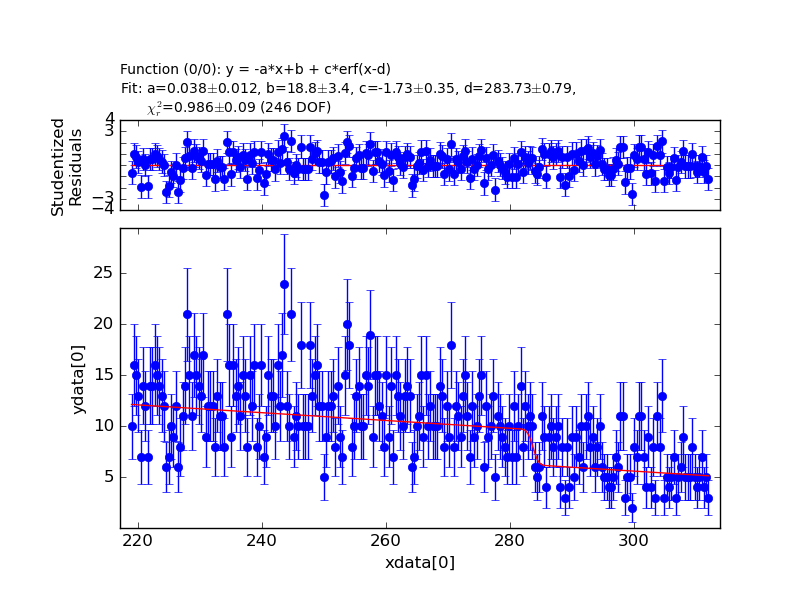 Function (0/0): y = -a*x+b + c*erf(x-d)
Fit: a=0.038±0.012, b=18.8±3.4, c=-1.73±0.35, d=283.73±0.79,
χ²ᵣ=0.986±0.09 (246 DOF)
4
3
−3
−4
Studentized
Residuals
25
20
15
10
5
ydata[0]
220 240 260 280 300
xdata[0]